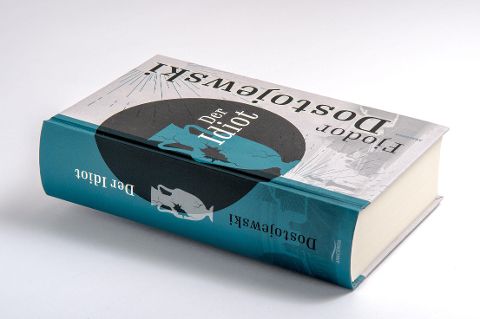 Fjodor
Dostojewski
Der
Idiot
Dostojewski
Der Idiot